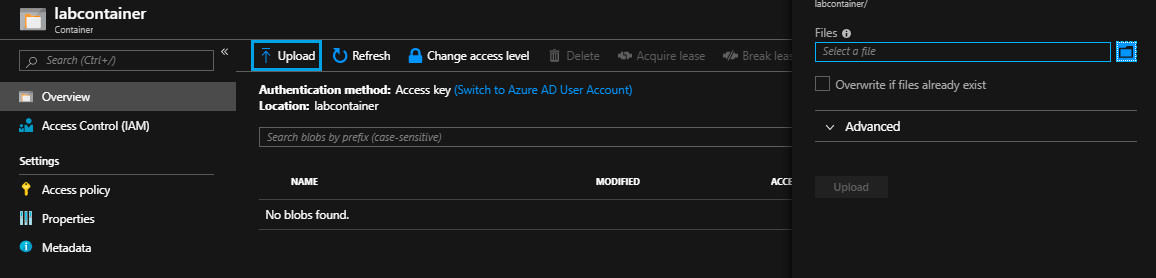 labcontainer
Container
Search (Ctrl+/)
Overview
Access Control (IAM)
Settings
Access policy
Properties
Metadata
Upload Refresh Change access level Delete Acquire lease Break leas
Authentication method: Access key (Switch to Azure AD User Account)
Location: labcontainer
Search blobs by prefix (case-sensitive)
NAME MODIFIED ACCE
No blobs found.
labcontainer/
Files
Select a file
Overwrite if files already exist
Advanced
Upload